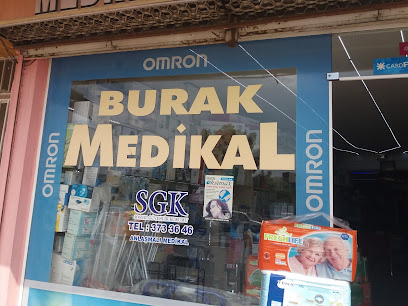 OMRON
BURAK
MEDİKAL
OMRON
OMRON
SGK
TEL : 373 36 46
ANLAŞMALI MEDİKAL